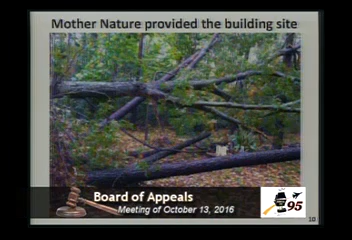 Mother Nature provided the building site
Board of Appeals
Meeting of October 13, 2016
95
10